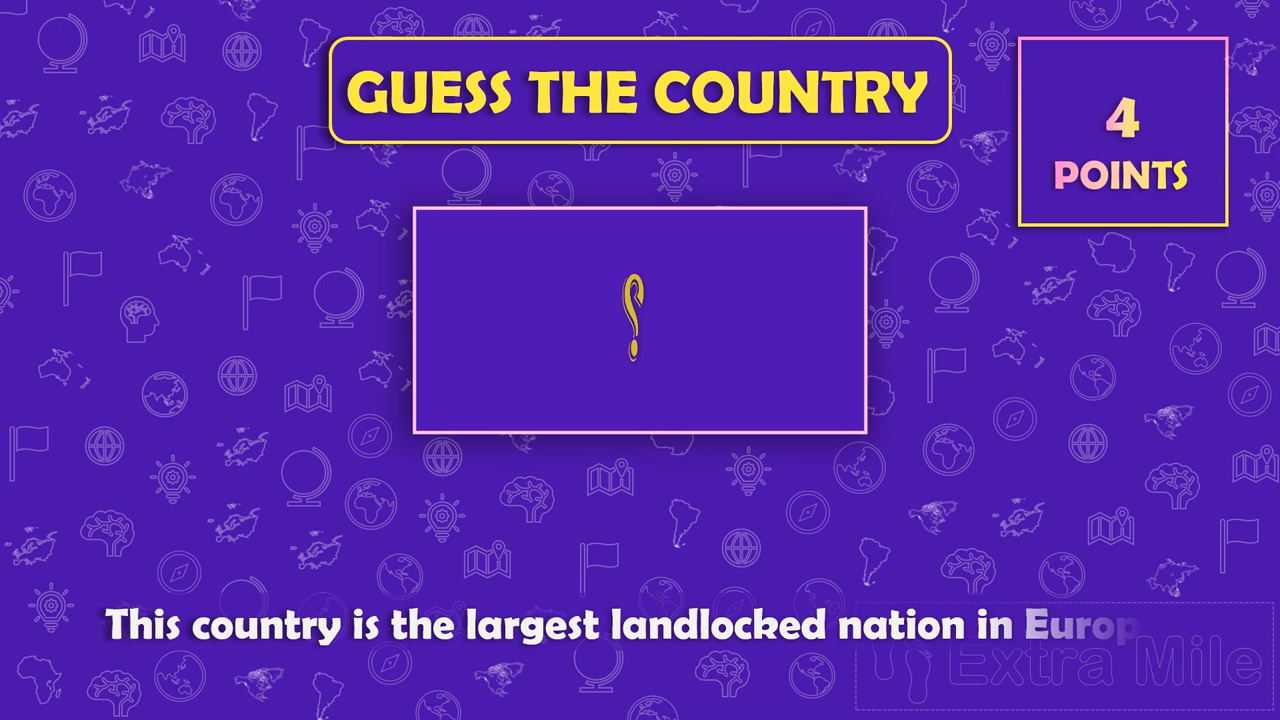 GUESS THE COUNTRY
4
POINTS
?
This country is the largest landlocked nation in Europ
Extra Mile